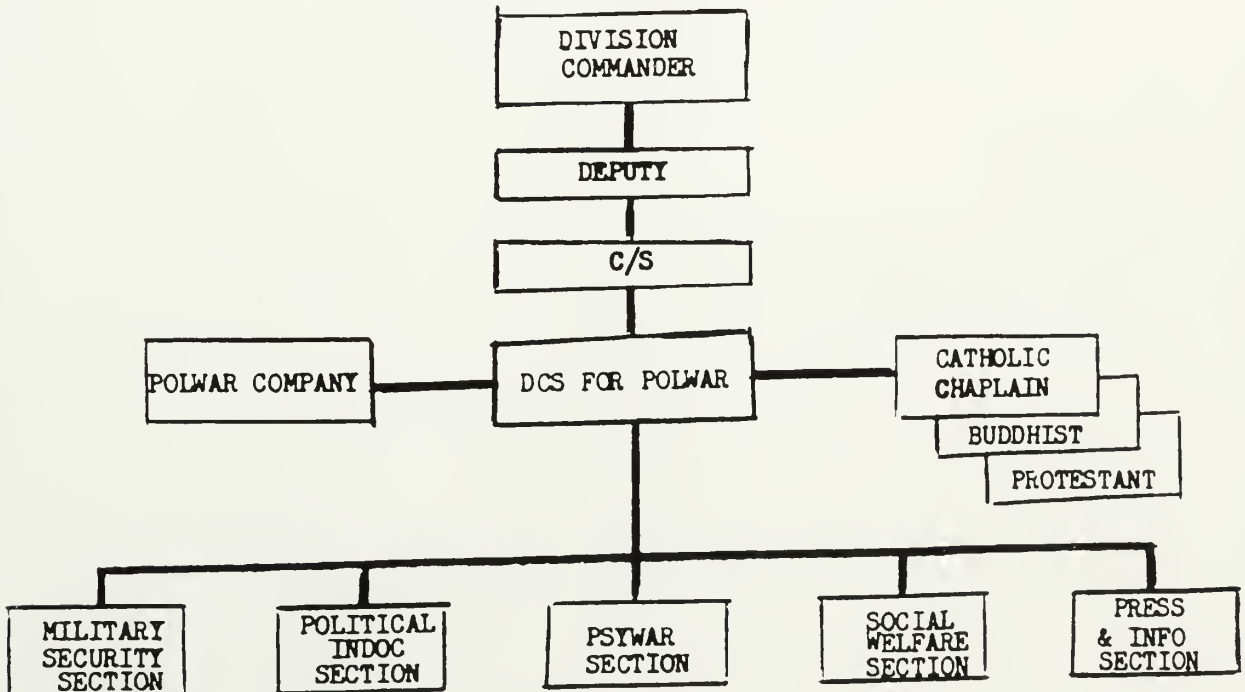 DIVISION
COMMANDER
DEPUTY
C/S
POLWAR COMPANY
DCS FOR POLWAR
CATHOLIC
CHAPLAIN
BUDDHIST
PROTESTANT
MILITARY
SECURITY
SECTION
POLITICAL
INDOC
SECTION
PSYWAR
SECTION
SOCIAL
WELFARE
SECTION
PRESS
& INFO
SECTION